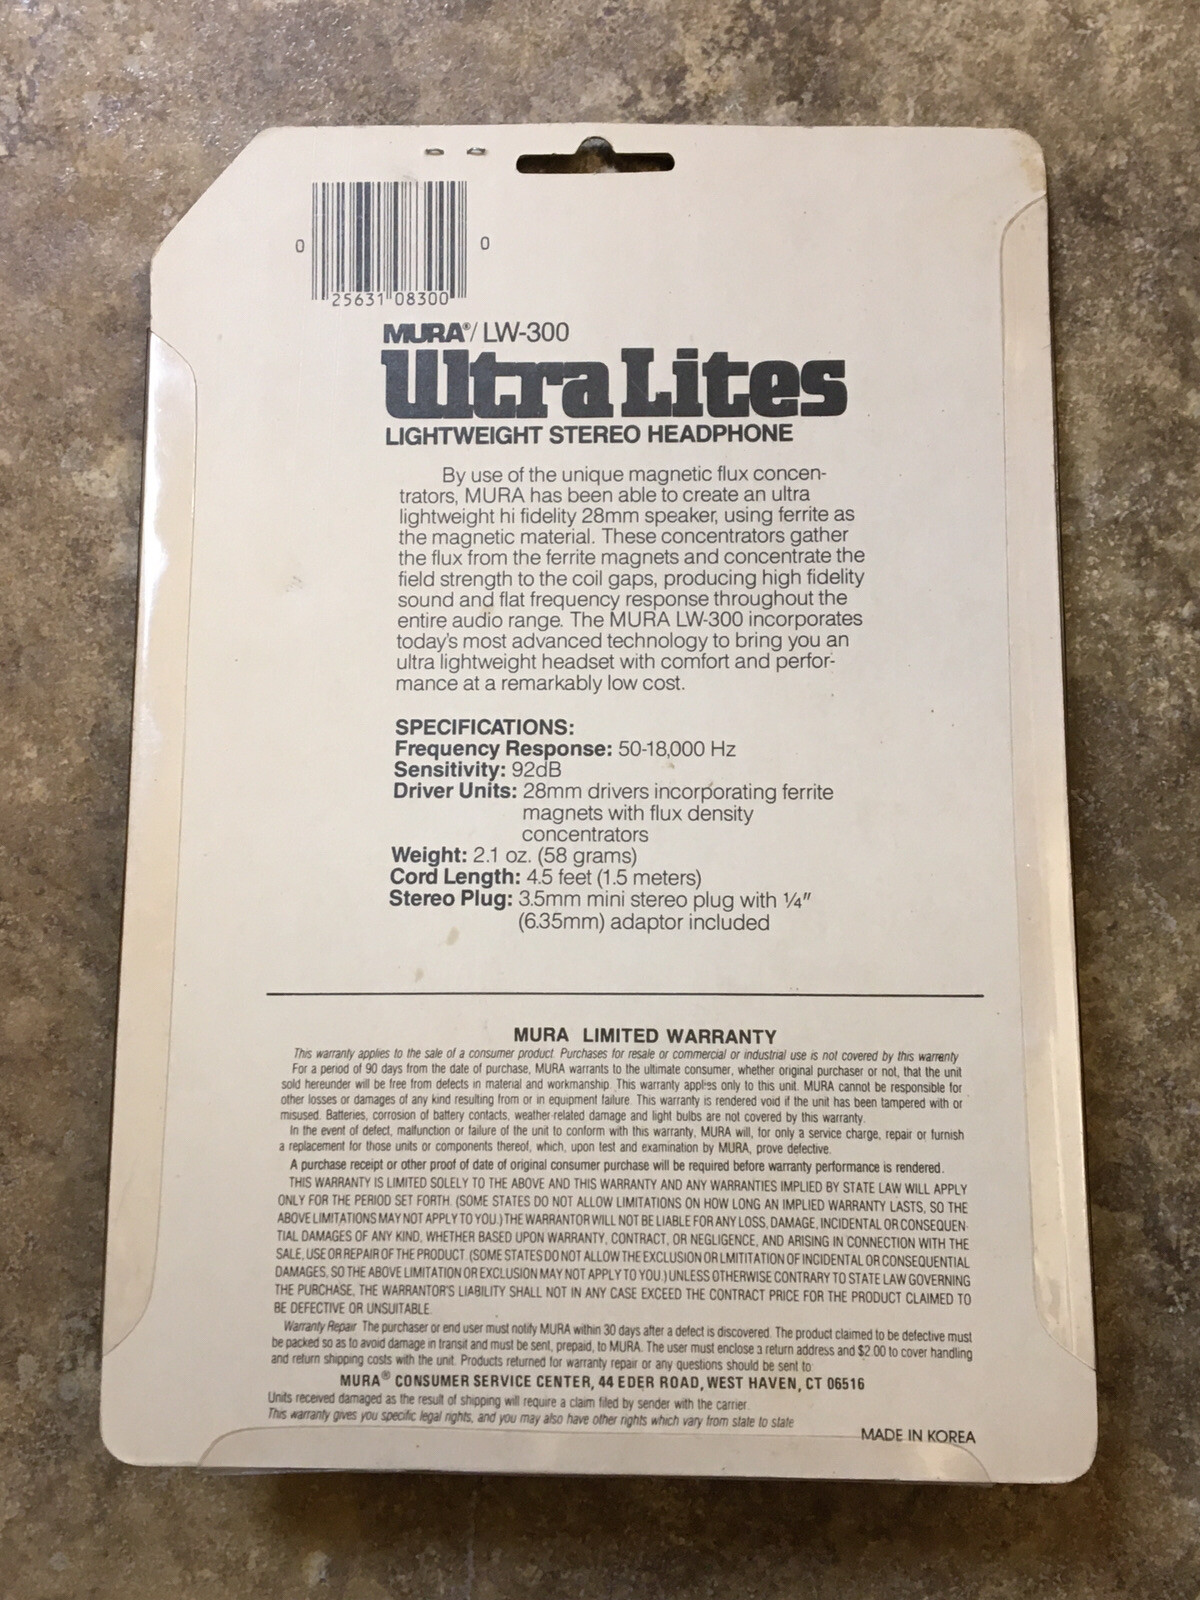 0 25631 08300 0
MURA®/ LW-300
Ultra Lites
LIGHTWEIGHT STEREO HEADPHONE
By use of the unique magnetic flux concen-
trators, MURA has been able to create an ultra
lightweight hi fidelity 28mm speaker, using ferrite as
the magnetic material. These concentrators gather
the flux from the ferrite magnets and concentrate the
field strength to the coil gaps, producing high fidelity
sound and flat frequency response throughout the
entire audio range. The MURA LW-300 incorporates
today's most advanced technology to bring you an
ultra lightweight headset with comfort and perfor-
mance at a remarkably low cost.
SPECIFICATIONS:
Frequency Response: 50-18,000 Hz
Sensitivity: 92dB
Driver Units: 28mm drivers incorporating ferrite
magnets with flux density
concentrators
Weight: 2.1 oz. (58 grams)
Cord Length: 4.5 feet (1.5 meters)
Stereo Plug: 3.5mm mini stereo plug with ¼"
(6.35mm) adaptor included
MURA LIMITED WARRANTY
This warranty applies to the sale of a consumer product. Purchases for resale or commercial or industrial use is not covered by this warrenty
For a period of 90 days from the date of purchase, MURA warrants to the ultimate consumer, whether original purchaser or not, that the unit
sold hereunder will be free from defects in material and workmanship. This warranty applies only to this unit. MURA cannot be responsible for
other losses or damages of any kind resulting from or in equipment failure. This warranty is rendered void if the unit has been tampered with or
misused. Batteries, corrosion of battery contacts, weather-related damage and light bulbs are not covered by this warranty.
In the event of defect, malfunction or failure of the unit to conform with this warranty, MURA will, for only a service charge, repair or furnish
a replacement for those units or components thereof, which, upon test and examination by MURA, prove defective.
A purchase receipt or other proof of date of original consumer purchase will be required before warranty performance is rendered.
THIS WARRANTY IS LIMITED SOLELY TO THE ABOVE AND THIS WARRANTY AND ANY WARRANTIES IMPLIED BY STATE LAW WILL APPLY
ONLY FOR THE PERIOD SET FORTH. (SOME STATES DO NOT ALLOW LIMITATIONS ON HOW LONG AN IMPLIED WARRANTY LASTS, SO THE
ABOVE LIMITATIONS MAY NOT APPLY TO YOU.) THE WARRANTOR WILL NOT BE LIABLE FOR ANY LOSS, DAMAGE, INCIDENTAL OR CONSEQUEN-
TIAL DAMAGES OF ANY KIND, WHETHER BASED UPON WARRANTY, CONTRACT, OR NEGLIGENCE, AND ARISING IN CONNECTION WITH THE
SALE, USE OR REPAIR OF THE PRODUCT. (SOME STATES DO NOT ALLOW THE EXCLUSION OR LMITITATION OF INCIDENTAL OR CONSEQUENTIAL
DAMAGES, SO THE ABOVE LIMITATION OR EXCLUSION MAY NOT APPLY TO YOU.) UNLESS OTHERWISE CONTRARY TO STATE LAW GOVERNING
THE PURCHASE, THE WARRANTOR'S LIABILITY SHALL NOT IN ANY CASE EXCEED THE CONTRACT PRICE FOR THE PRODUCT CLAIMED TO
BE DEFECTIVE OR UNSUITABLE.
Warranty Repair The purchaser or end user must notify MURA within 30 days after a defect is discovered. The product claimed to be defective must
be packed so as to avoid damage in transit and must be sent, prepaid, to MURA. The user must enclose a return address and $2.00 to cover handling
and return shipping costs with the unit. Products returned for warranty repair or any questions should be sent to:
MURA® CONSUMER SERVICE CENTER, 44 EDER ROAD, WEST HAVEN, CT 06516
Units received damaged as the result of shipping will require a claim filed by sender with the carrier.
This warranty gives you specific legal rights, and you may also have other rights which vary from state to state
MADE IN KOREA